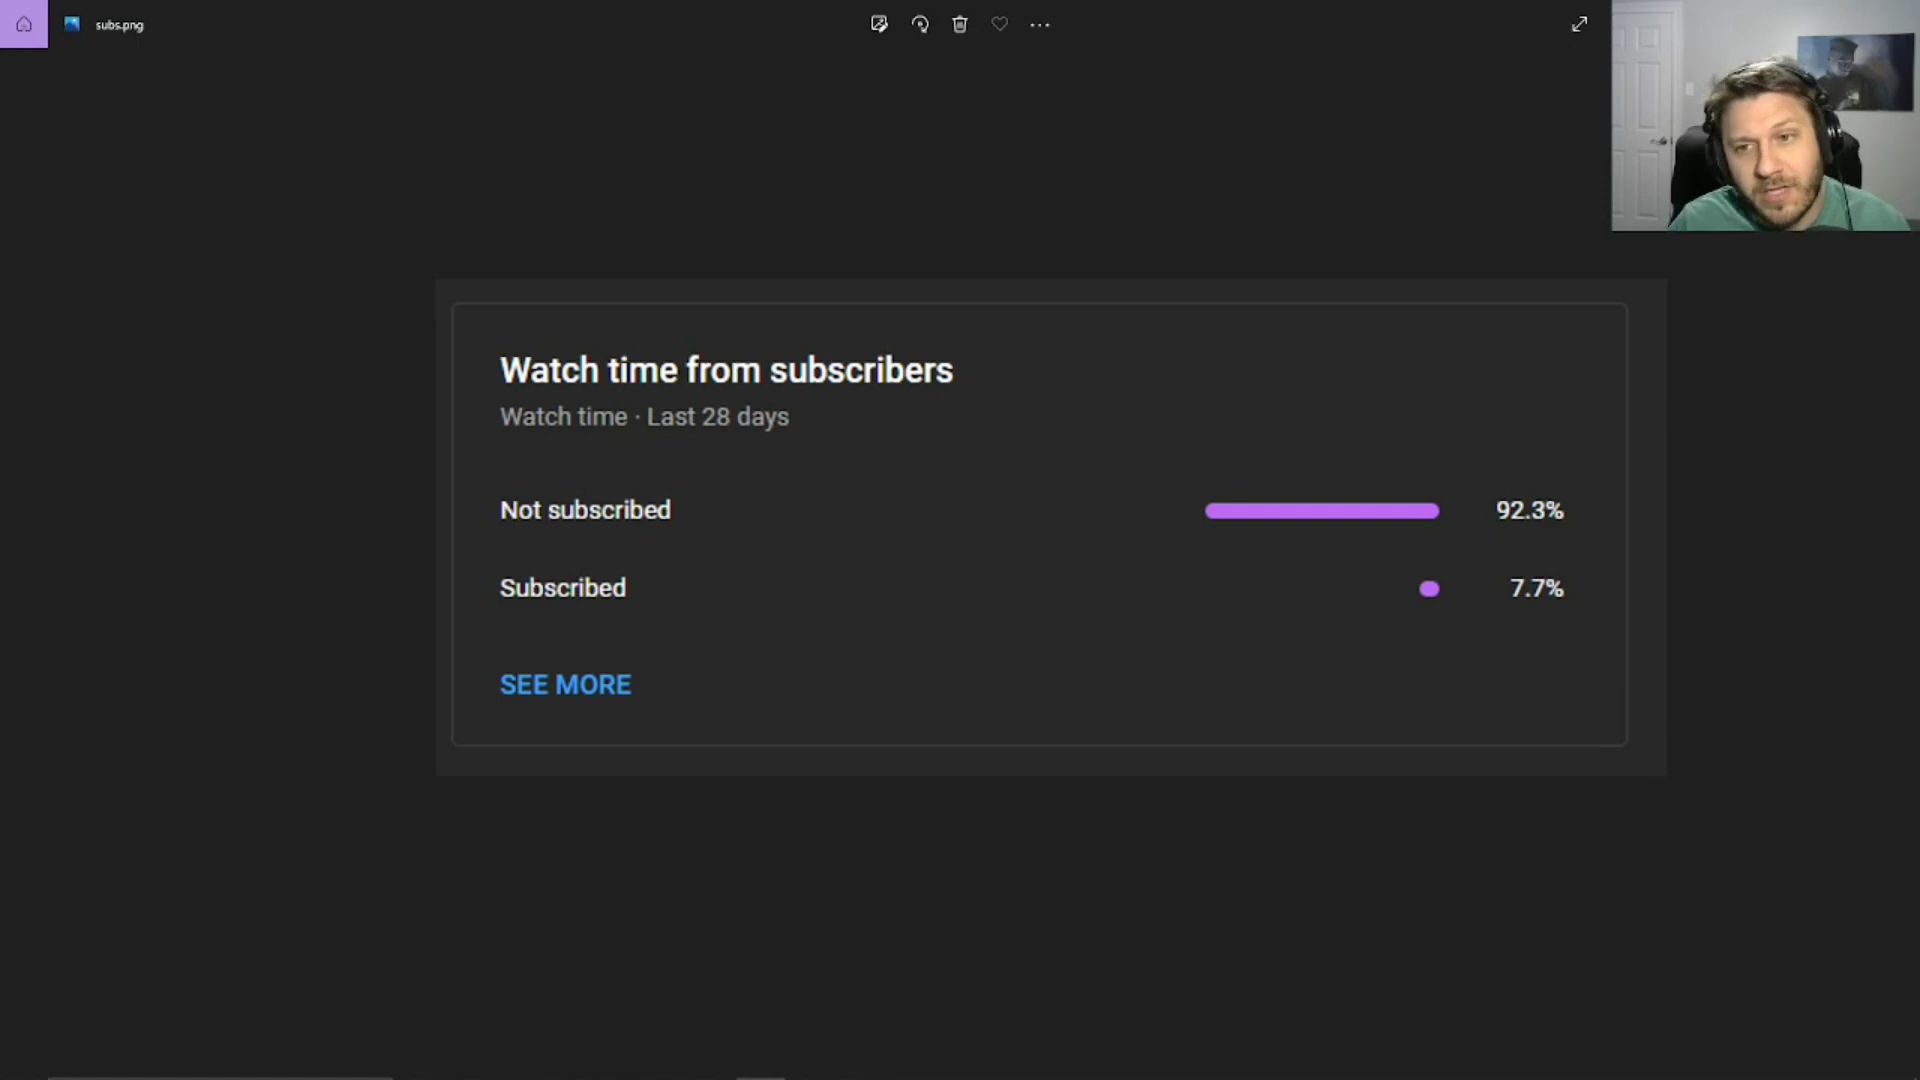 subs.png
Watch time from subscribers
Watch time · Last 28 days
Not subscribed 92.3%
Subscribed 7.7%
SEE MORE